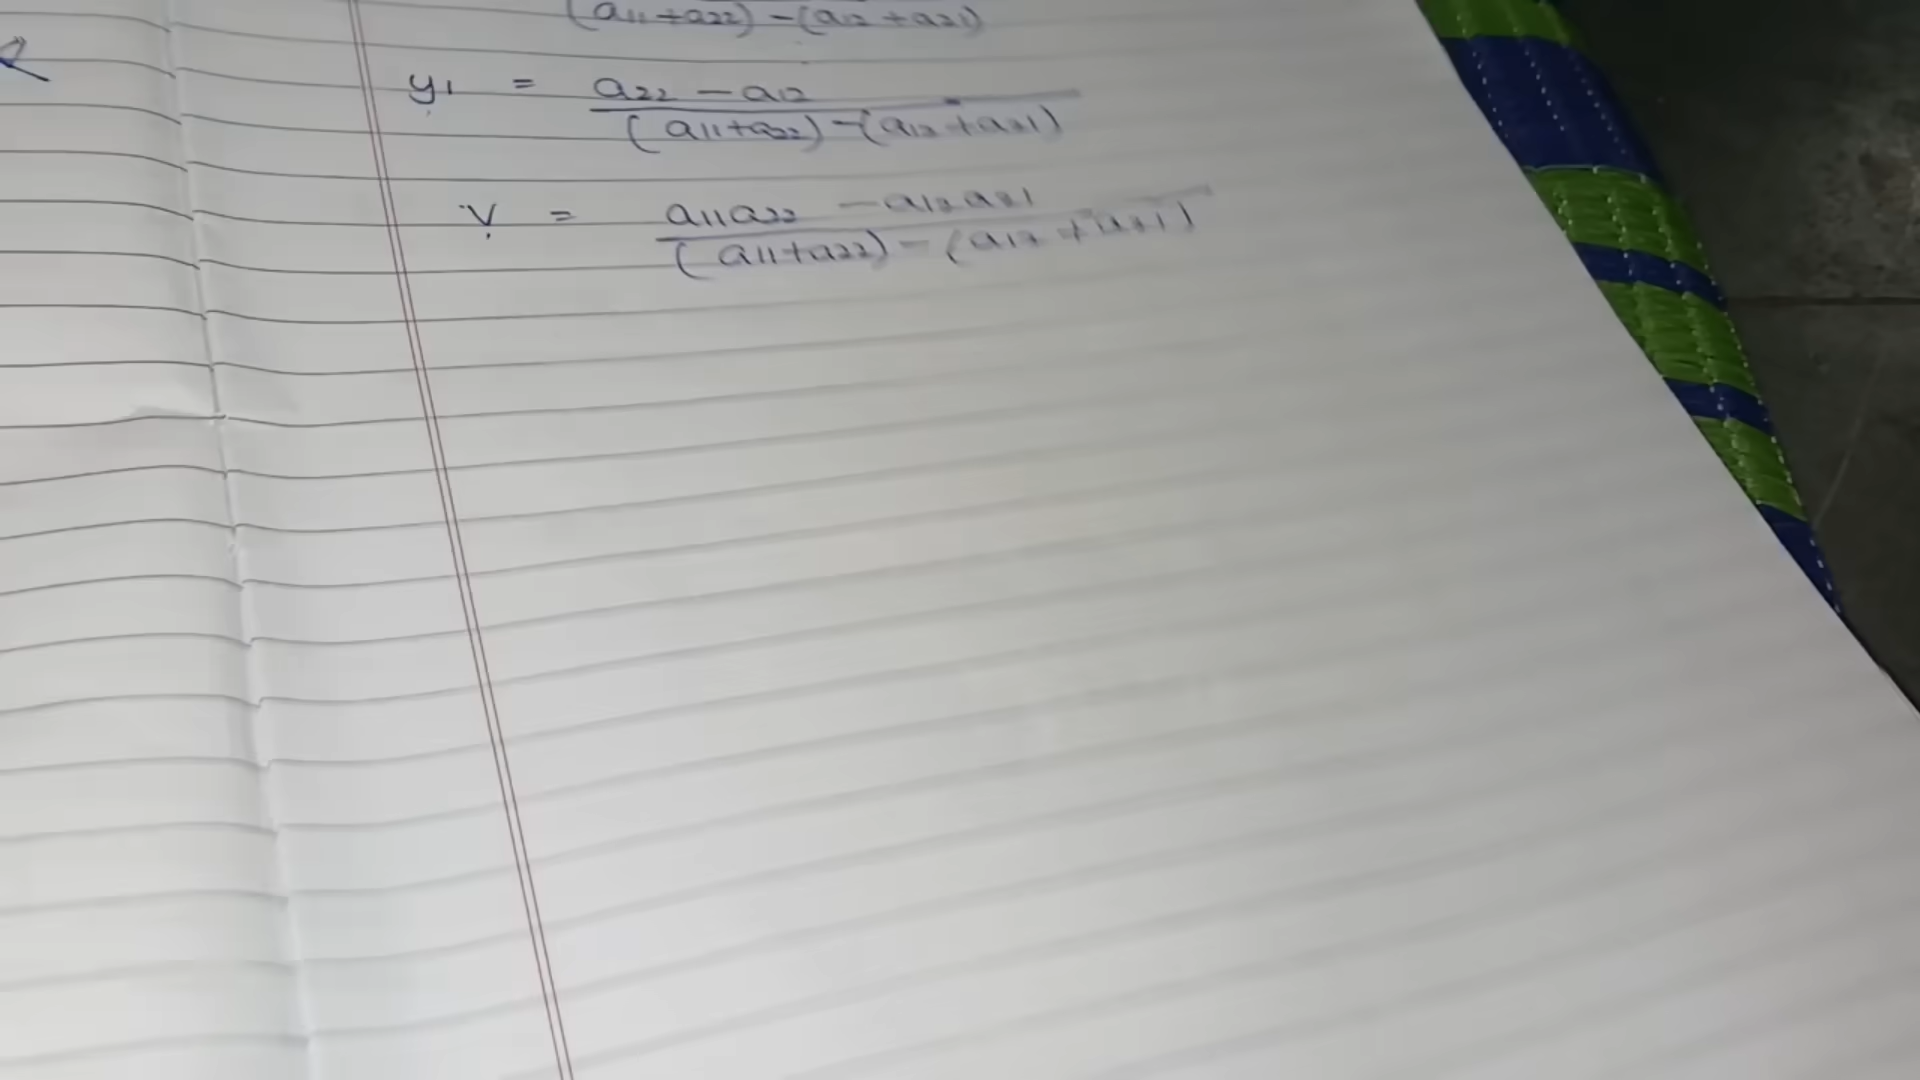 (a11+a22) - (a12+a21)
y1 = a22 - a12
(a11+a22) - (a12+a21)
V = a11a22 - a12a21
(a11+a22) - (a12+a21)